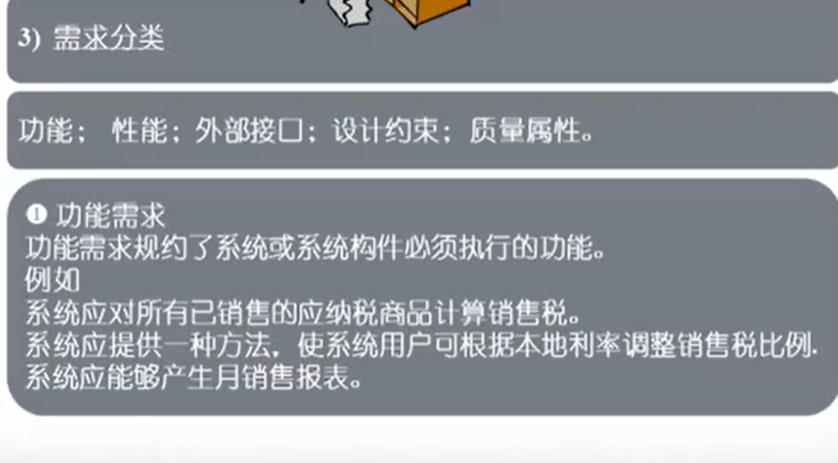 3) 需求分类
功能； 性能；外部接口；设计约束；质量属性。
❶ 功能需求
功能需求规约了系统或系统构件必须执行的功能。
例如
系统应对所有已销售的应纳税商品计算销售税。
系统应提供一种方法，使系统用户可根据本地利率调整销售税比例.
系统应能够产生月销售报表。